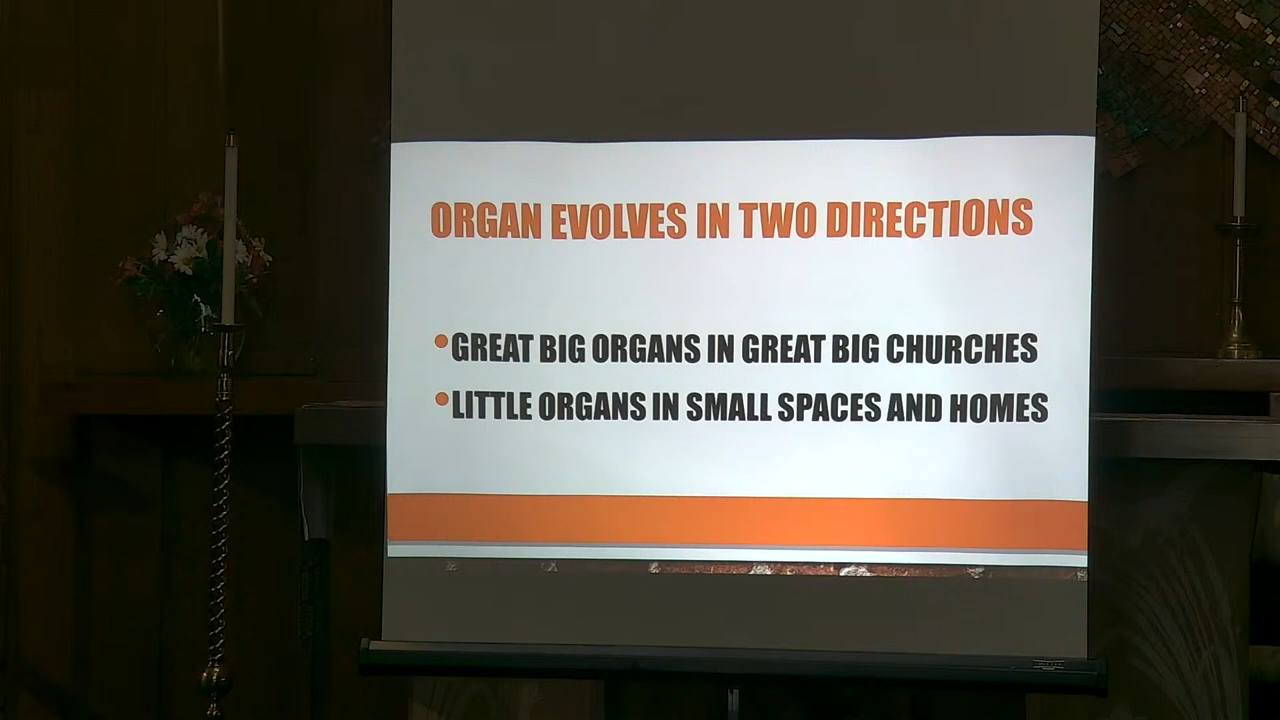 ORGAN EVOLVES IN TWO DIRECTIONS
•GREAT BIG ORGANS IN GREAT BIG CHURCHES
•LITTLE ORGANS IN SMALL SPACES AND HOMES